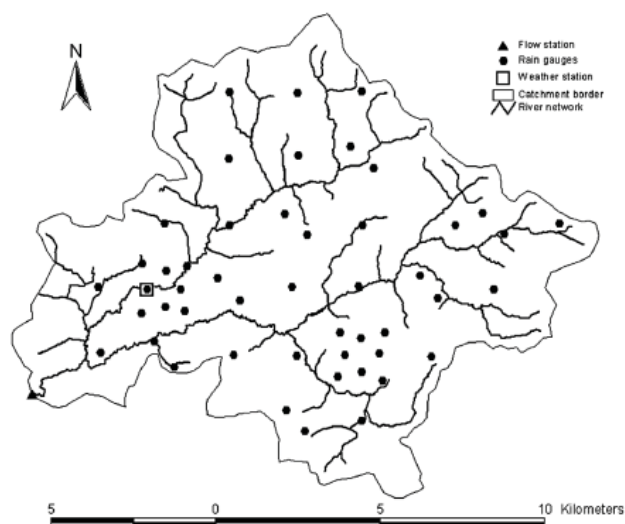 N
Flow station
Rain gauges
Weather station
Catchment border
River network
5 0 5 10 Kilometers